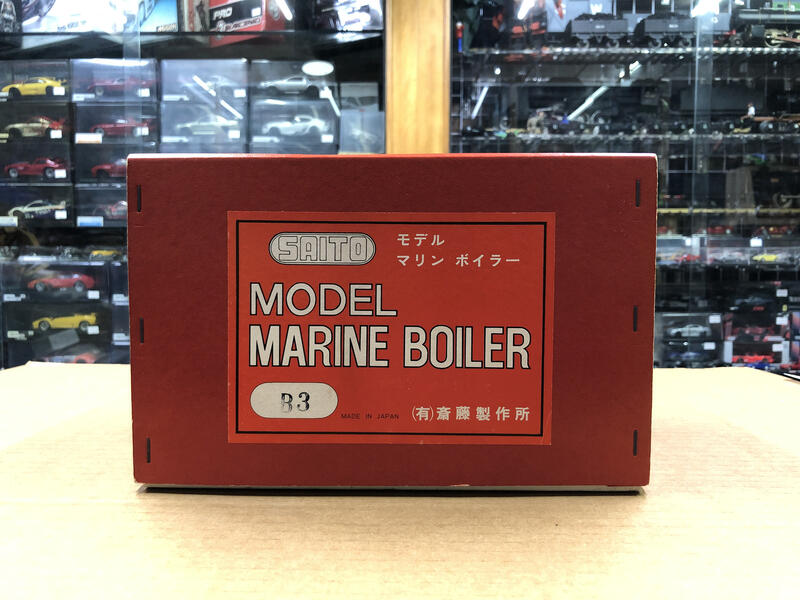 SAITO
モデル
マリン ボイラー
MODEL
MARINE BOILER
B3
MADE IN JAPAN
(有)斎藤製作所